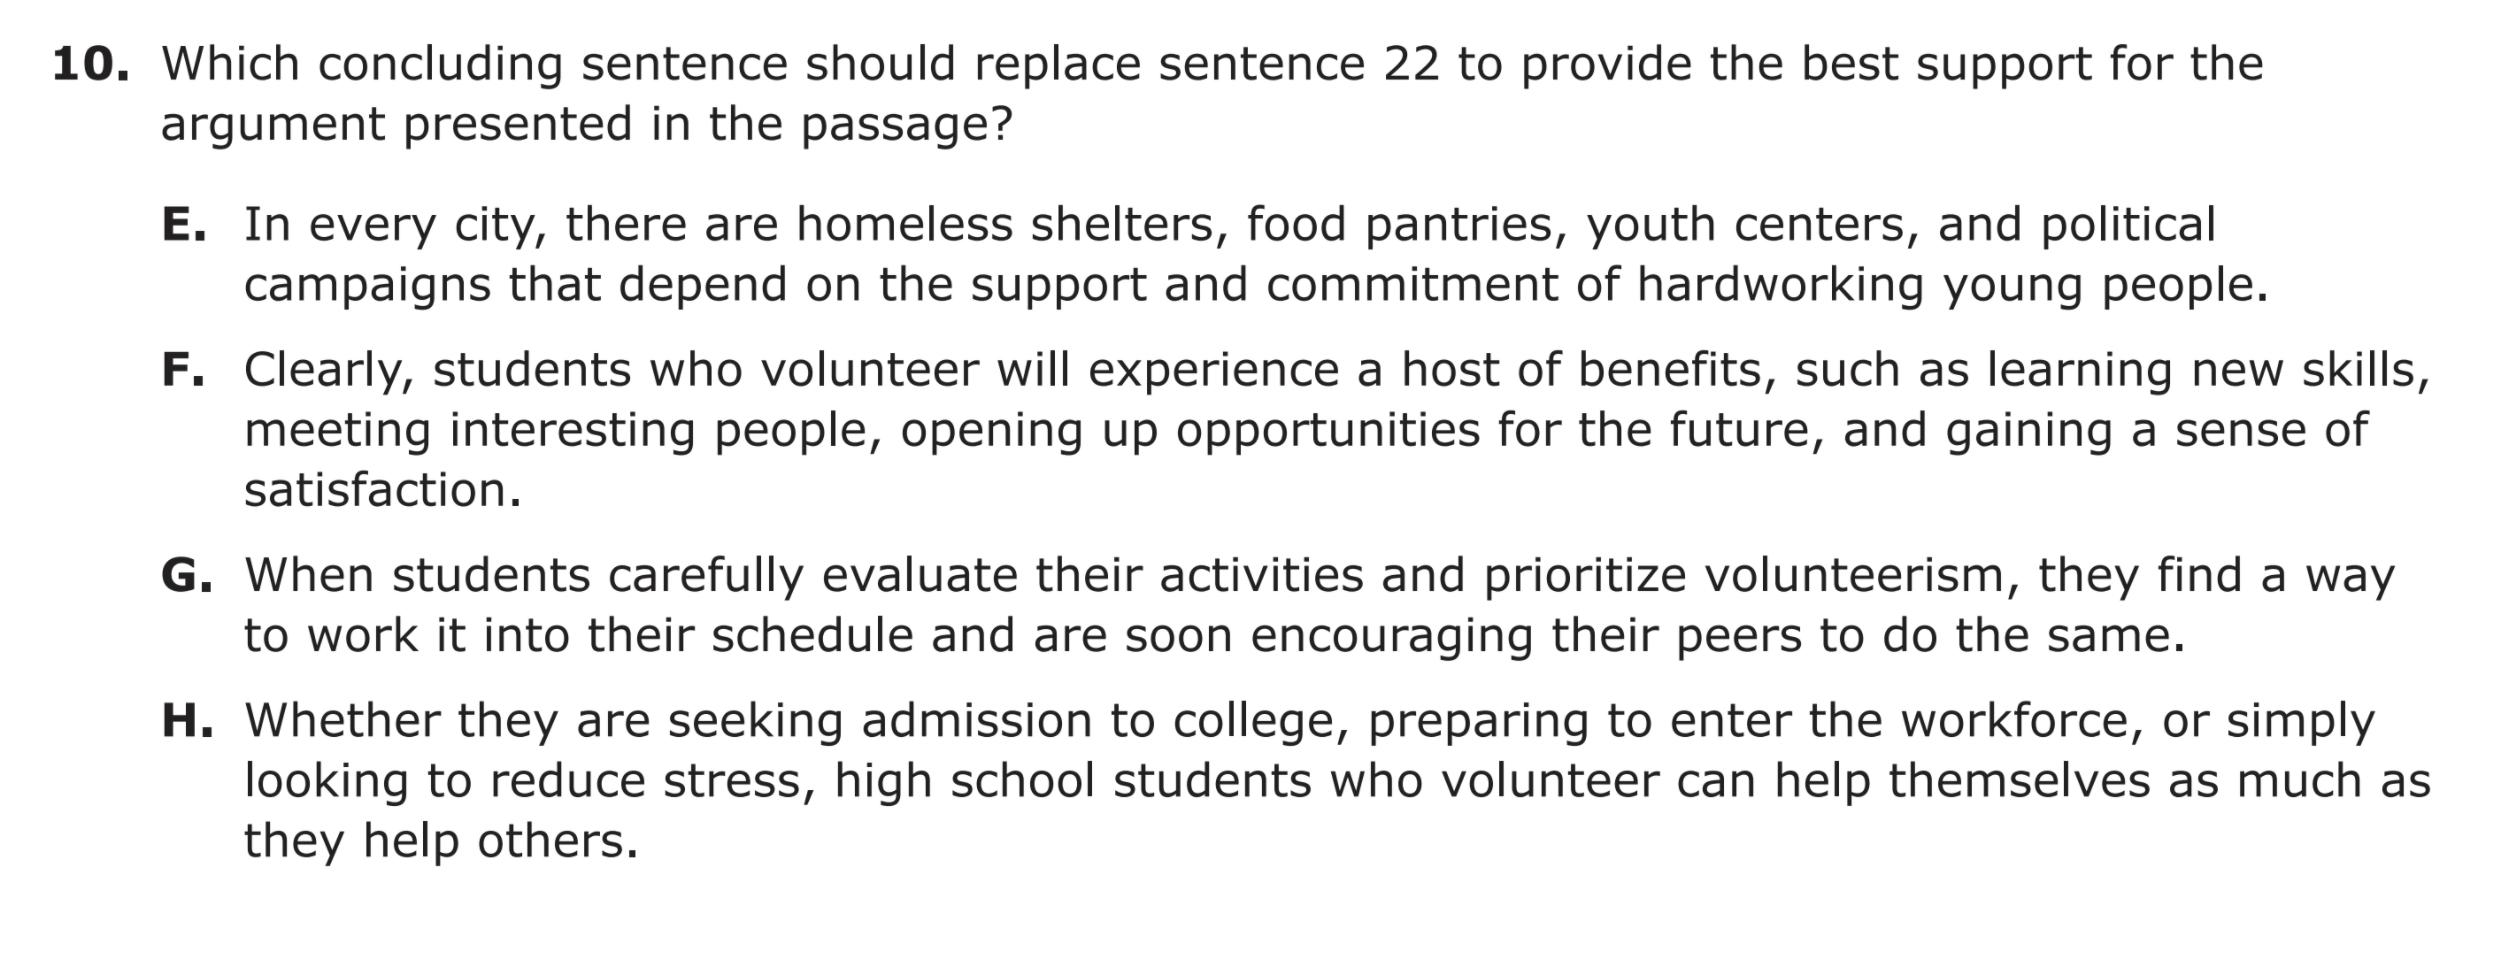 10. Which concluding sentence should replace sentence 22 to provide the best support for the
argument presented in the passage?
E. In every city, there are homeless shelters, food pantries, youth centers, and political
campaigns that depend on the support and commitment of hardworking young people.
F. Clearly, students who volunteer will experience a host of benefits, such as learning new skills,
meeting interesting people, opening up opportunities for the future, and gaining a sense of
satisfaction.
G. When students carefully evaluate their activities and prioritize volunteerism, they find a way
to work it into their schedule and are soon encouraging their peers to do the same.
H. Whether they are seeking admission to college, preparing to enter the workforce, or simply
looking to reduce stress, high school students who volunteer can help themselves as much as
they help others.